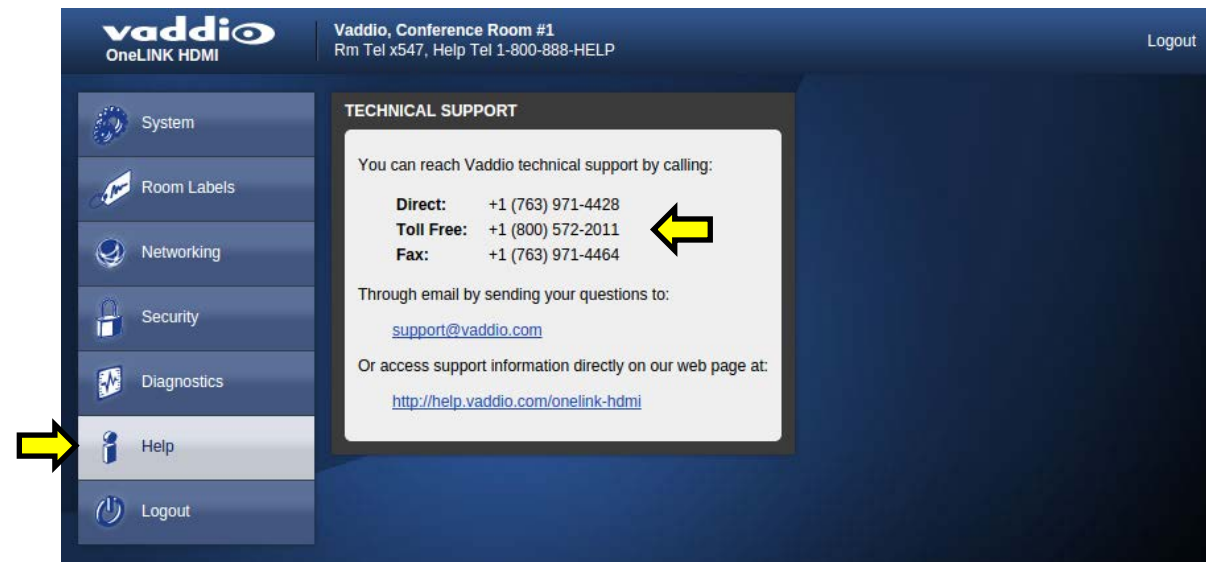 vaddio
OneLINK HDMI
Vaddio, Conference Room #1
Rm Tel x547, Help Tel 1-800-888-HELP
Logout
System
Room Labels
Networking
Security
Diagnostics
Help
Logout
TECHNICAL SUPPORT
You can reach Vaddio technical support by calling:
Direct: +1 (763) 971-4428
Toll Free: +1 (800) 572-2011
Fax: +1 (763) 971-4464
Through email by sending your questions to:
support@vaddio.com
Or access support information directly on our web page at:
http://help.vaddio.com/onelink-hdmi